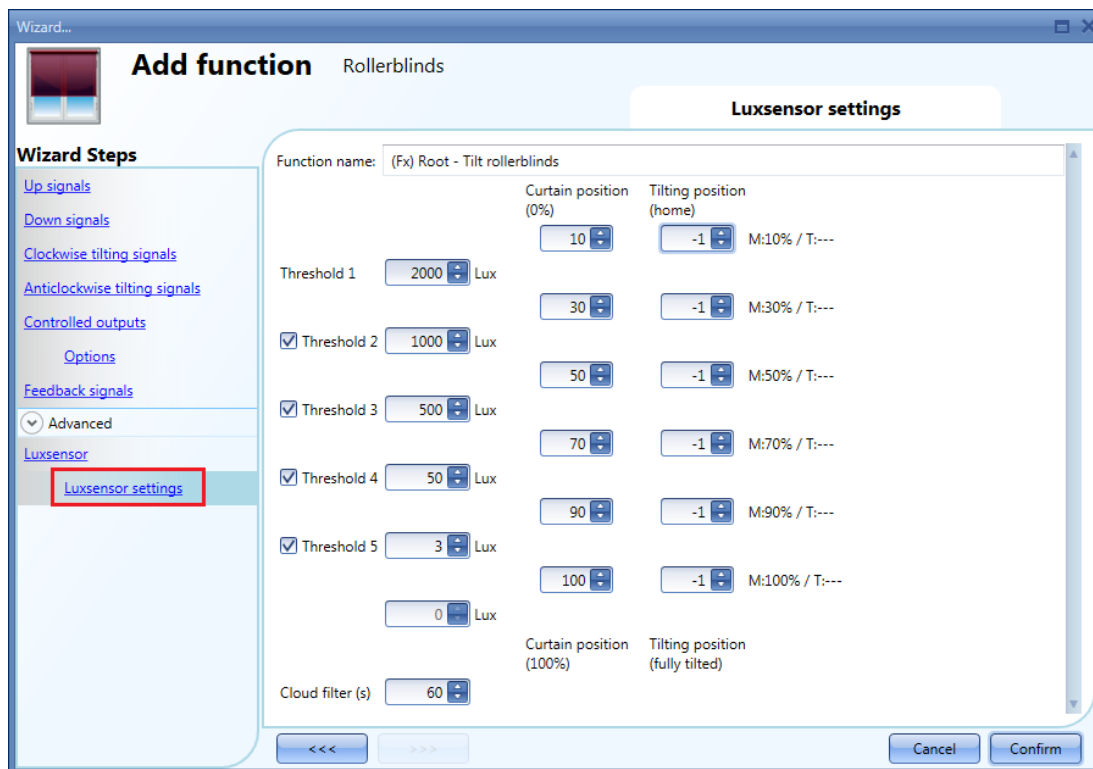 Wizard...
Add function Rollerblinds
Luxsensor settings
Wizard Steps
Up signals
Down signals
Clockwise tilting signals
Anticlockwise tilting signals
Controlled outputs
Options
Feedback signals
Advanced
Luxsensor
Luxsensor settings
Function name: (Fx) Root - Tilt rollerblinds
Curtain position Tilting position
(0%) (home)
10 -1 M:10% / T:---
Threshold 1 2000 Lux
30 -1 M:30% / T:---
Threshold 2 1000 Lux
50 -1 M:50% / T:---
Threshold 3 500 Lux
70 -1 M:70% / T:---
Threshold 4 50 Lux
90 -1 M:90% / T:---
Threshold 5 3 Lux
100 -1 M:100% / T:---
0 Lux
Curtain position Tilting position
(100%) (fully tilted)
Cloud filter (s) 60
<<< >>> Cancel Confirm